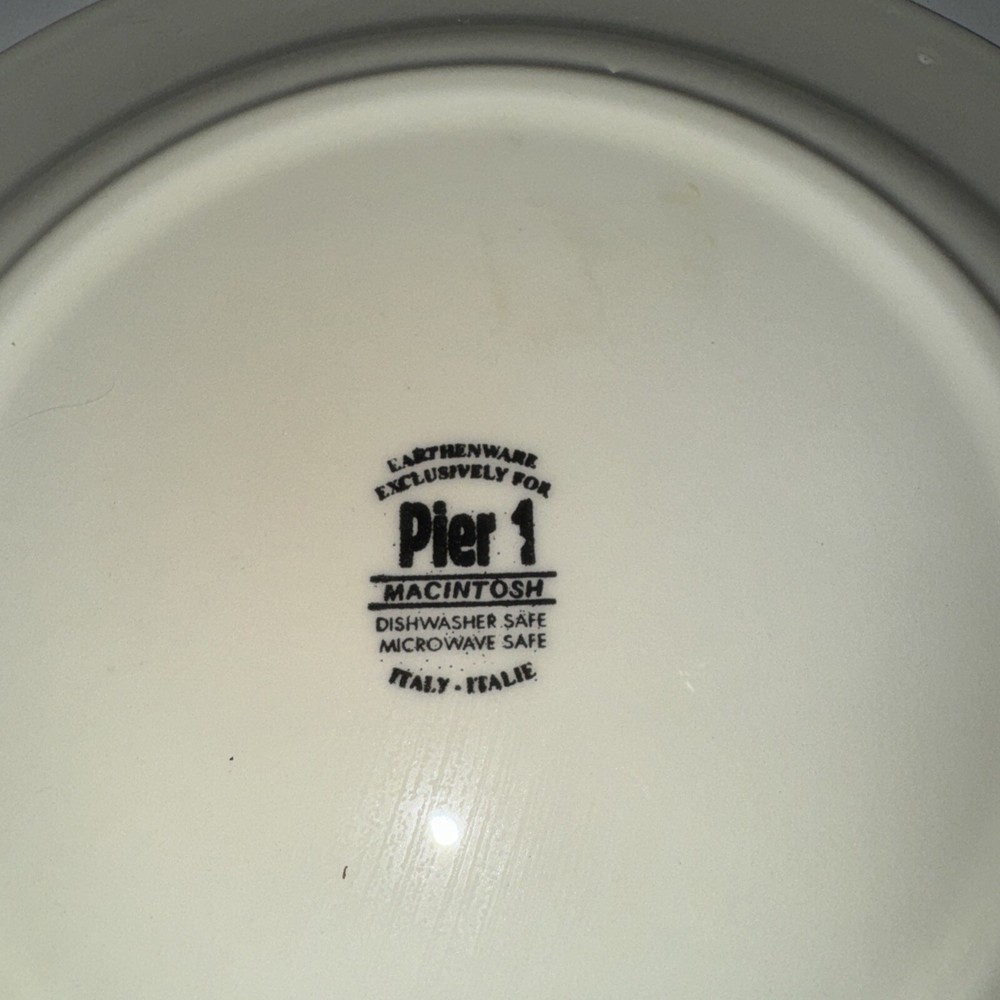 EARTHENWARE
EXCLUSIVELY FOR
Pier 1
MACINTOSH
DISHWASHER SAFE
MICROWAVE SAFE
ITALY - ITALIE